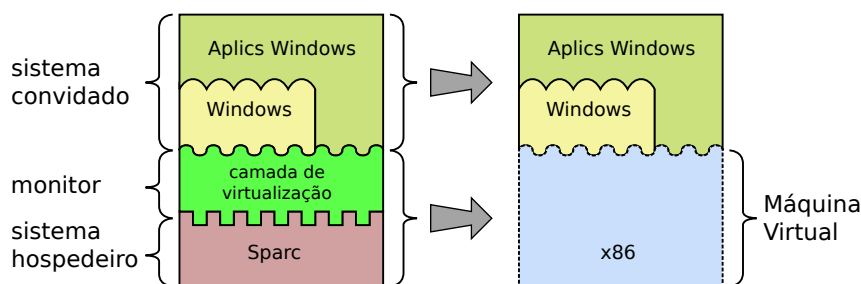 sistema
convidado
monitor
sistema
hospedeiro
Aplics Windows
Windows
camada de
virtualização
Sparc
Aplics Windows
Windows
x86
Máquina
Virtual